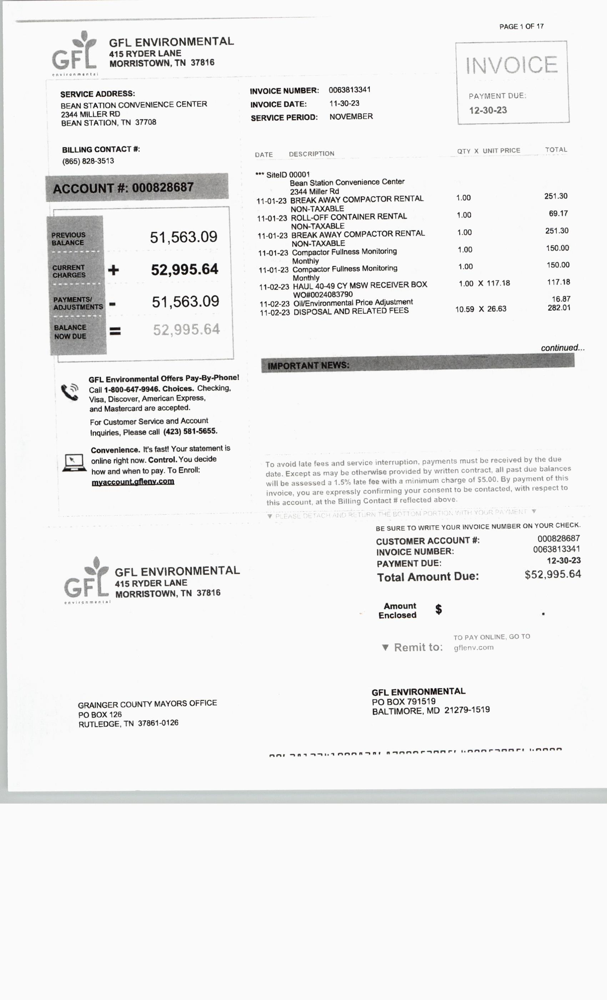 PAGE 1 OF 17
GFL
environmental
GFL ENVIRONMENTAL
415 RYDER LANE
MORRISTOWN, TN 37816
INVOICE
PAYMENT DUE:
12-30-23
SERVICE ADDRESS:
BEAN STATION CONVENIENCE CENTER
2344 MILLER RD
BEAN STATION, TN 37708
INVOICE NUMBER: 0063813341
INVOICE DATE: 11-30-23
SERVICE PERIOD: NOVEMBER
BILLING CONTACT #:
(865) 828-3513
ACCOUNT #: 000828687
PREVIOUS
BALANCE
51,563.09
CURRENT
CHARGES
+ 52,995.64
PAYMENTS/
ADJUSTMENTS
- 51,563.09
BALANCE
NOW DUE
= 52,995.64
DATE DESCRIPTION QTY X UNIT PRICE TOTAL
*** SiteID 00001
Bean Station Convenience Center
2344 Miller Rd
11-01-23 BREAK AWAY COMPACTOR RENTAL 1.00 251.30
NON-TAXABLE
11-01-23 ROLL-OFF CONTAINER RENTAL 1.00 69.17
NON-TAXABLE
11-01-23 BREAK AWAY COMPACTOR RENTAL 1.00 251.30
NON-TAXABLE
11-01-23 Compactor Fullness Monitoring 1.00 150.00
Monthly
11-01-23 Compactor Fullness Monitoring 1.00 150.00
Monthly
11-02-23 HAUL 40-49 CY MSW RECEIVER BOX 1.00 X 117.18 117.18
WO#0024083790
11-02-23 Oil/Environmental Price Adjustment 16.87
11-02-23 DISPOSAL AND RELATED FEES 10.59 X 26.63 282.01
continued...
IMPORTANT NEWS:
GFL Environmental Offers Pay-By-Phone!
Call 1-800-647-9946. Choices. Checking,
Visa, Discover, American Express,
and Mastercard are accepted.
For Customer Service and Account
Inquiries, Please call (423) 581-5655.
Convenience. It's fast! Your statement is
online right now. Control. You decide
how and when to pay. To Enroll:
myaccount.gflenv.com
To avoid late fees and service interruption, payments must be received by the due
date. Except as may be otherwise provided by written contract, all past due balances
will be assessed a 1.5% late fee with a minimum charge of $5.00. By payment of this
invoice, you are expressly confirming your consent to be contacted, with respect to
this account, at the Billing Contact # reflected above.
▼ PLEASE DETACH AND RETURN THE BOTTOM PORTION WITH YOUR PAYMENT ▼
BE SURE TO WRITE YOUR INVOICE NUMBER ON YOUR CHECK.
CUSTOMER ACCOUNT #: 000828687
INVOICE NUMBER: 0063813341
PAYMENT DUE: 12-30-23
Total Amount Due: $52,995.64
GFL
environmental
GFL ENVIRONMENTAL
415 RYDER LANE
MORRISTOWN, TN 37816
Amount
Enclosed $ .
▼ Remit to:
TO PAY ONLINE, GO TO
gflenv.com
GRAINGER COUNTY MAYORS OFFICE
PO BOX 126
RUTLEDGE, TN 37861-0126
GFL ENVIRONMENTAL
PO BOX 791519
BALTIMORE, MD 21279-1519